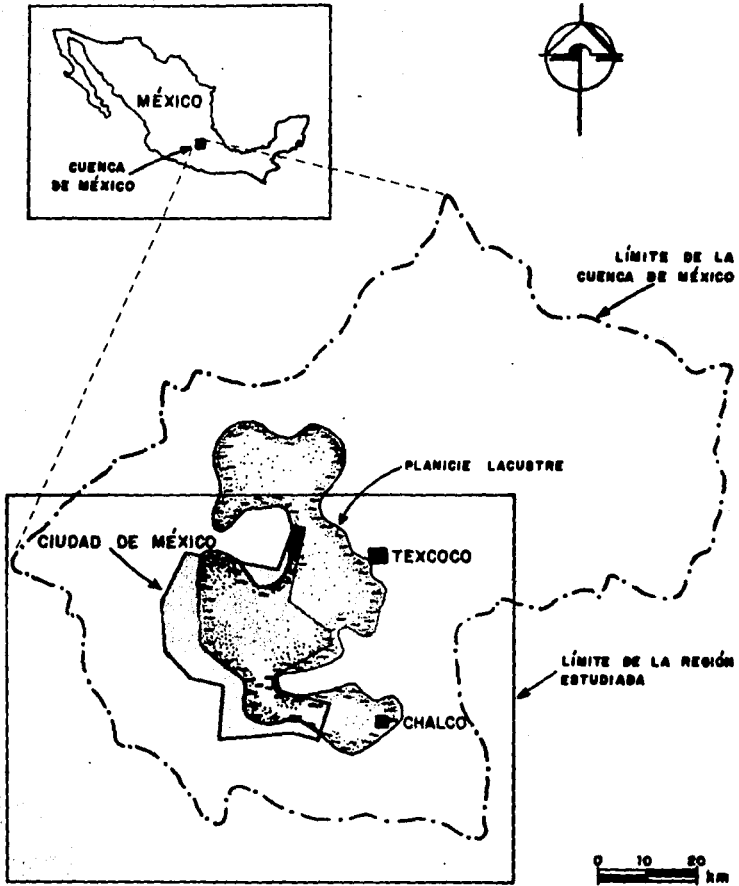 MÉXICO
CUENCA
DE MÉXICO
LÍMITE DE LA
CUENCA DE MÉXICO
PLANICIE LACUSTRE
CIUDAD DE MÉXICO
TEXCOCO
LÍMITE DE LA REGIÓN
ESTUDIADA
CHALCO
0 10 20
km